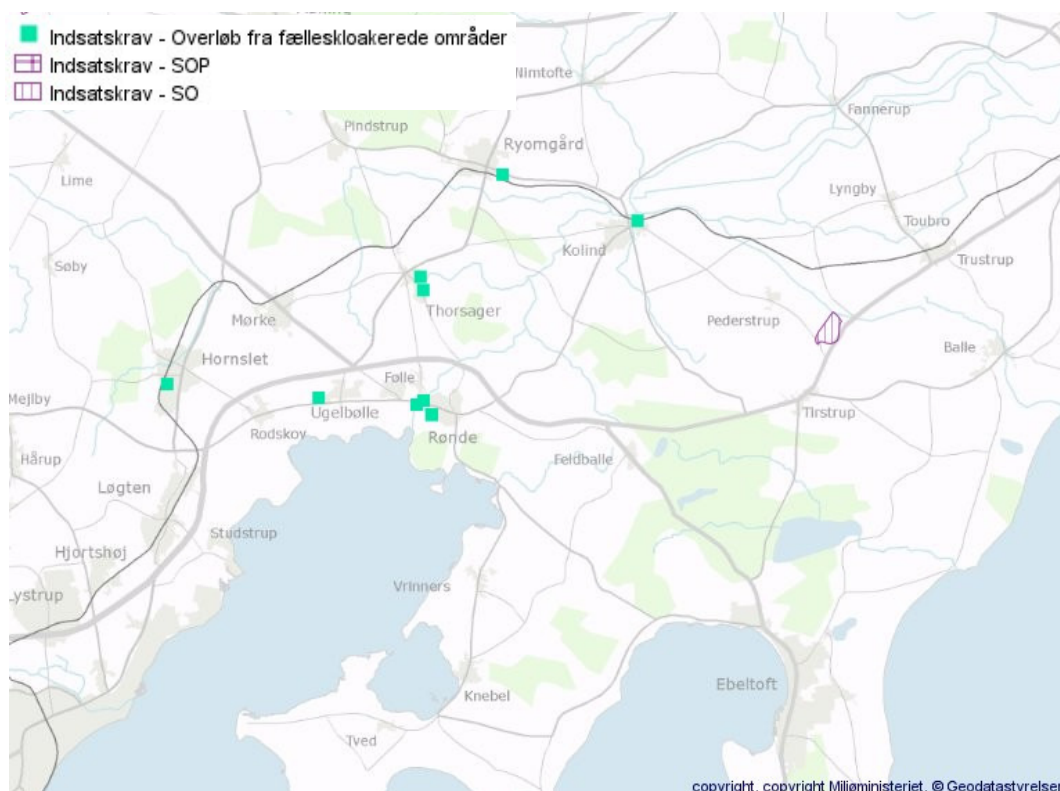 Indsatskrav - Overløb fra fælleskloakerede områder
Indsatskrav - SOP
Indsatskrav - SO
Nimtofte
Fannerup
Pindstrup
Ryomgård
Lime
Lyngby
Toubro
Kolind
Trustrup
Søby
Thorsager
Pederstrup
Mørke
Balle
Hornslet
Følle
Mejlby
Ugelbølle
Tirstrup
Rodskov
Rønde
Hårup
Feldballe
Løgten
Studstrup
Hjortshøj
Vrinners
Lystrup
Ebeltoft
Knebel
Tved
copyright, copyright Miljøministeriet, © Geodatastyrelsen